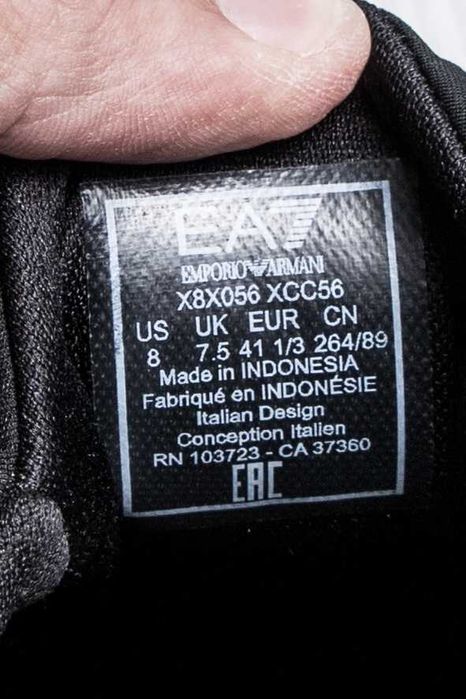 EA7
EMPORIO ARMANI
X8X056 XCC56
US UK EUR CN
8 7.5 41 1/3 264/89
Made in INDONESIA
Fabriqué en INDONÉSIE
Italian Design
Conception Italien
RN 103723 - CA 37360
EAC